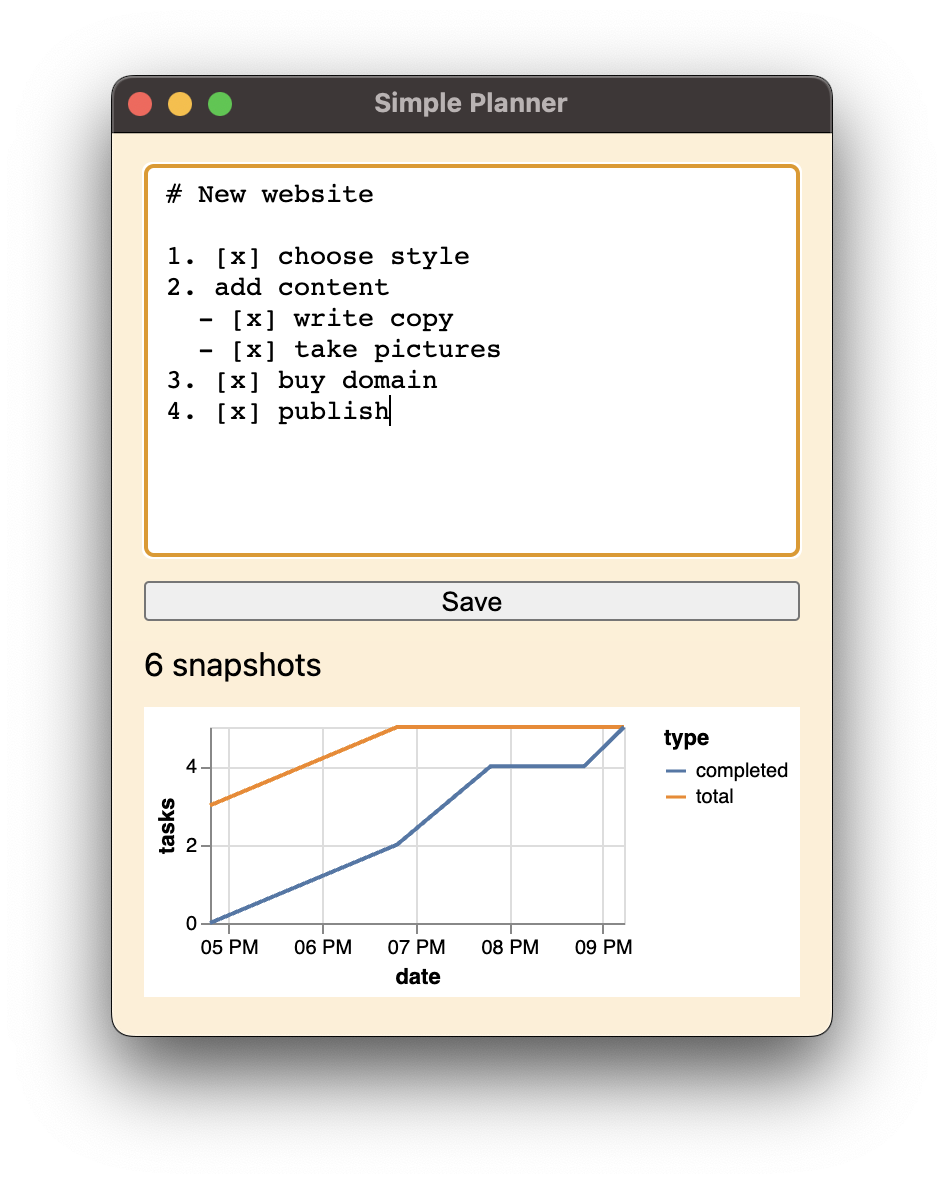 Simple Planner
# New website
1. [x] choose style
2. add content
  - [x] write copy
  - [x] take pictures
3. [x] buy domain
4. [x] publish
Save
6 snapshots
type
completed
total
tasks
4
2
0
05 PM 06 PM 07 PM 08 PM 09 PM
date